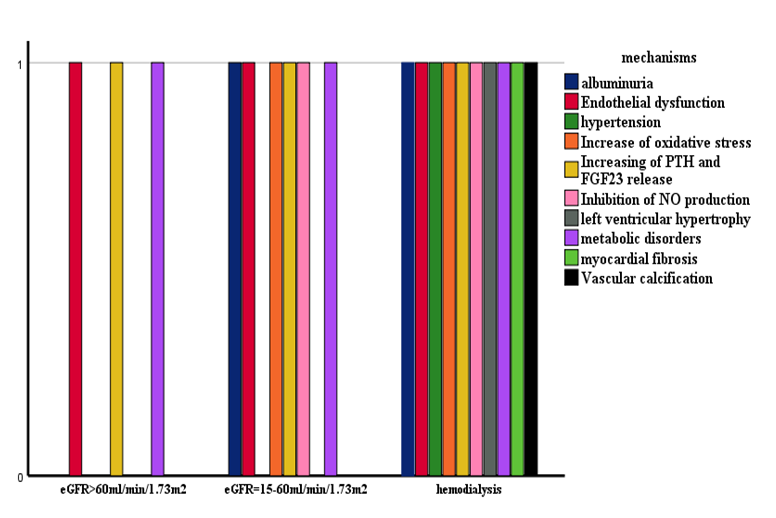 mechanisms
1
albuminuria
Endothelial dysfunction
hypertension
Increase of oxidative stress
Increasing of PTH and
FGF23 release
Inhibition of NO production
left ventricular hypertrophy
metabolic disorders
myocardial fibrosis
Vascular calcification
0
eGFR>60ml/min/1.73m2
eGFR=15-60ml/min/1.73m2
hemodialysis